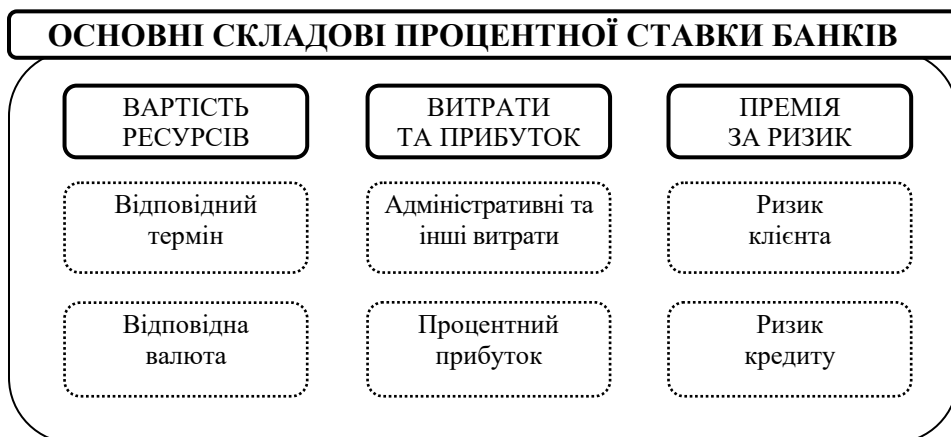 ОСНОВНІ СКЛАДОВІ ПРОЦЕНТНОЇ СТАВКИ БАНКІВ
ВАРТІСТЬ
РЕСУРСІВ
ВИТРАТИ
ТА ПРИБУТОК
ПРЕМІЯ
ЗА РИЗИК
Відповідний
термін
Адміністративні та
інші витрати
Ризик
клієнта
Відповідна
валюта
Процентний
прибуток
Ризик
кредиту